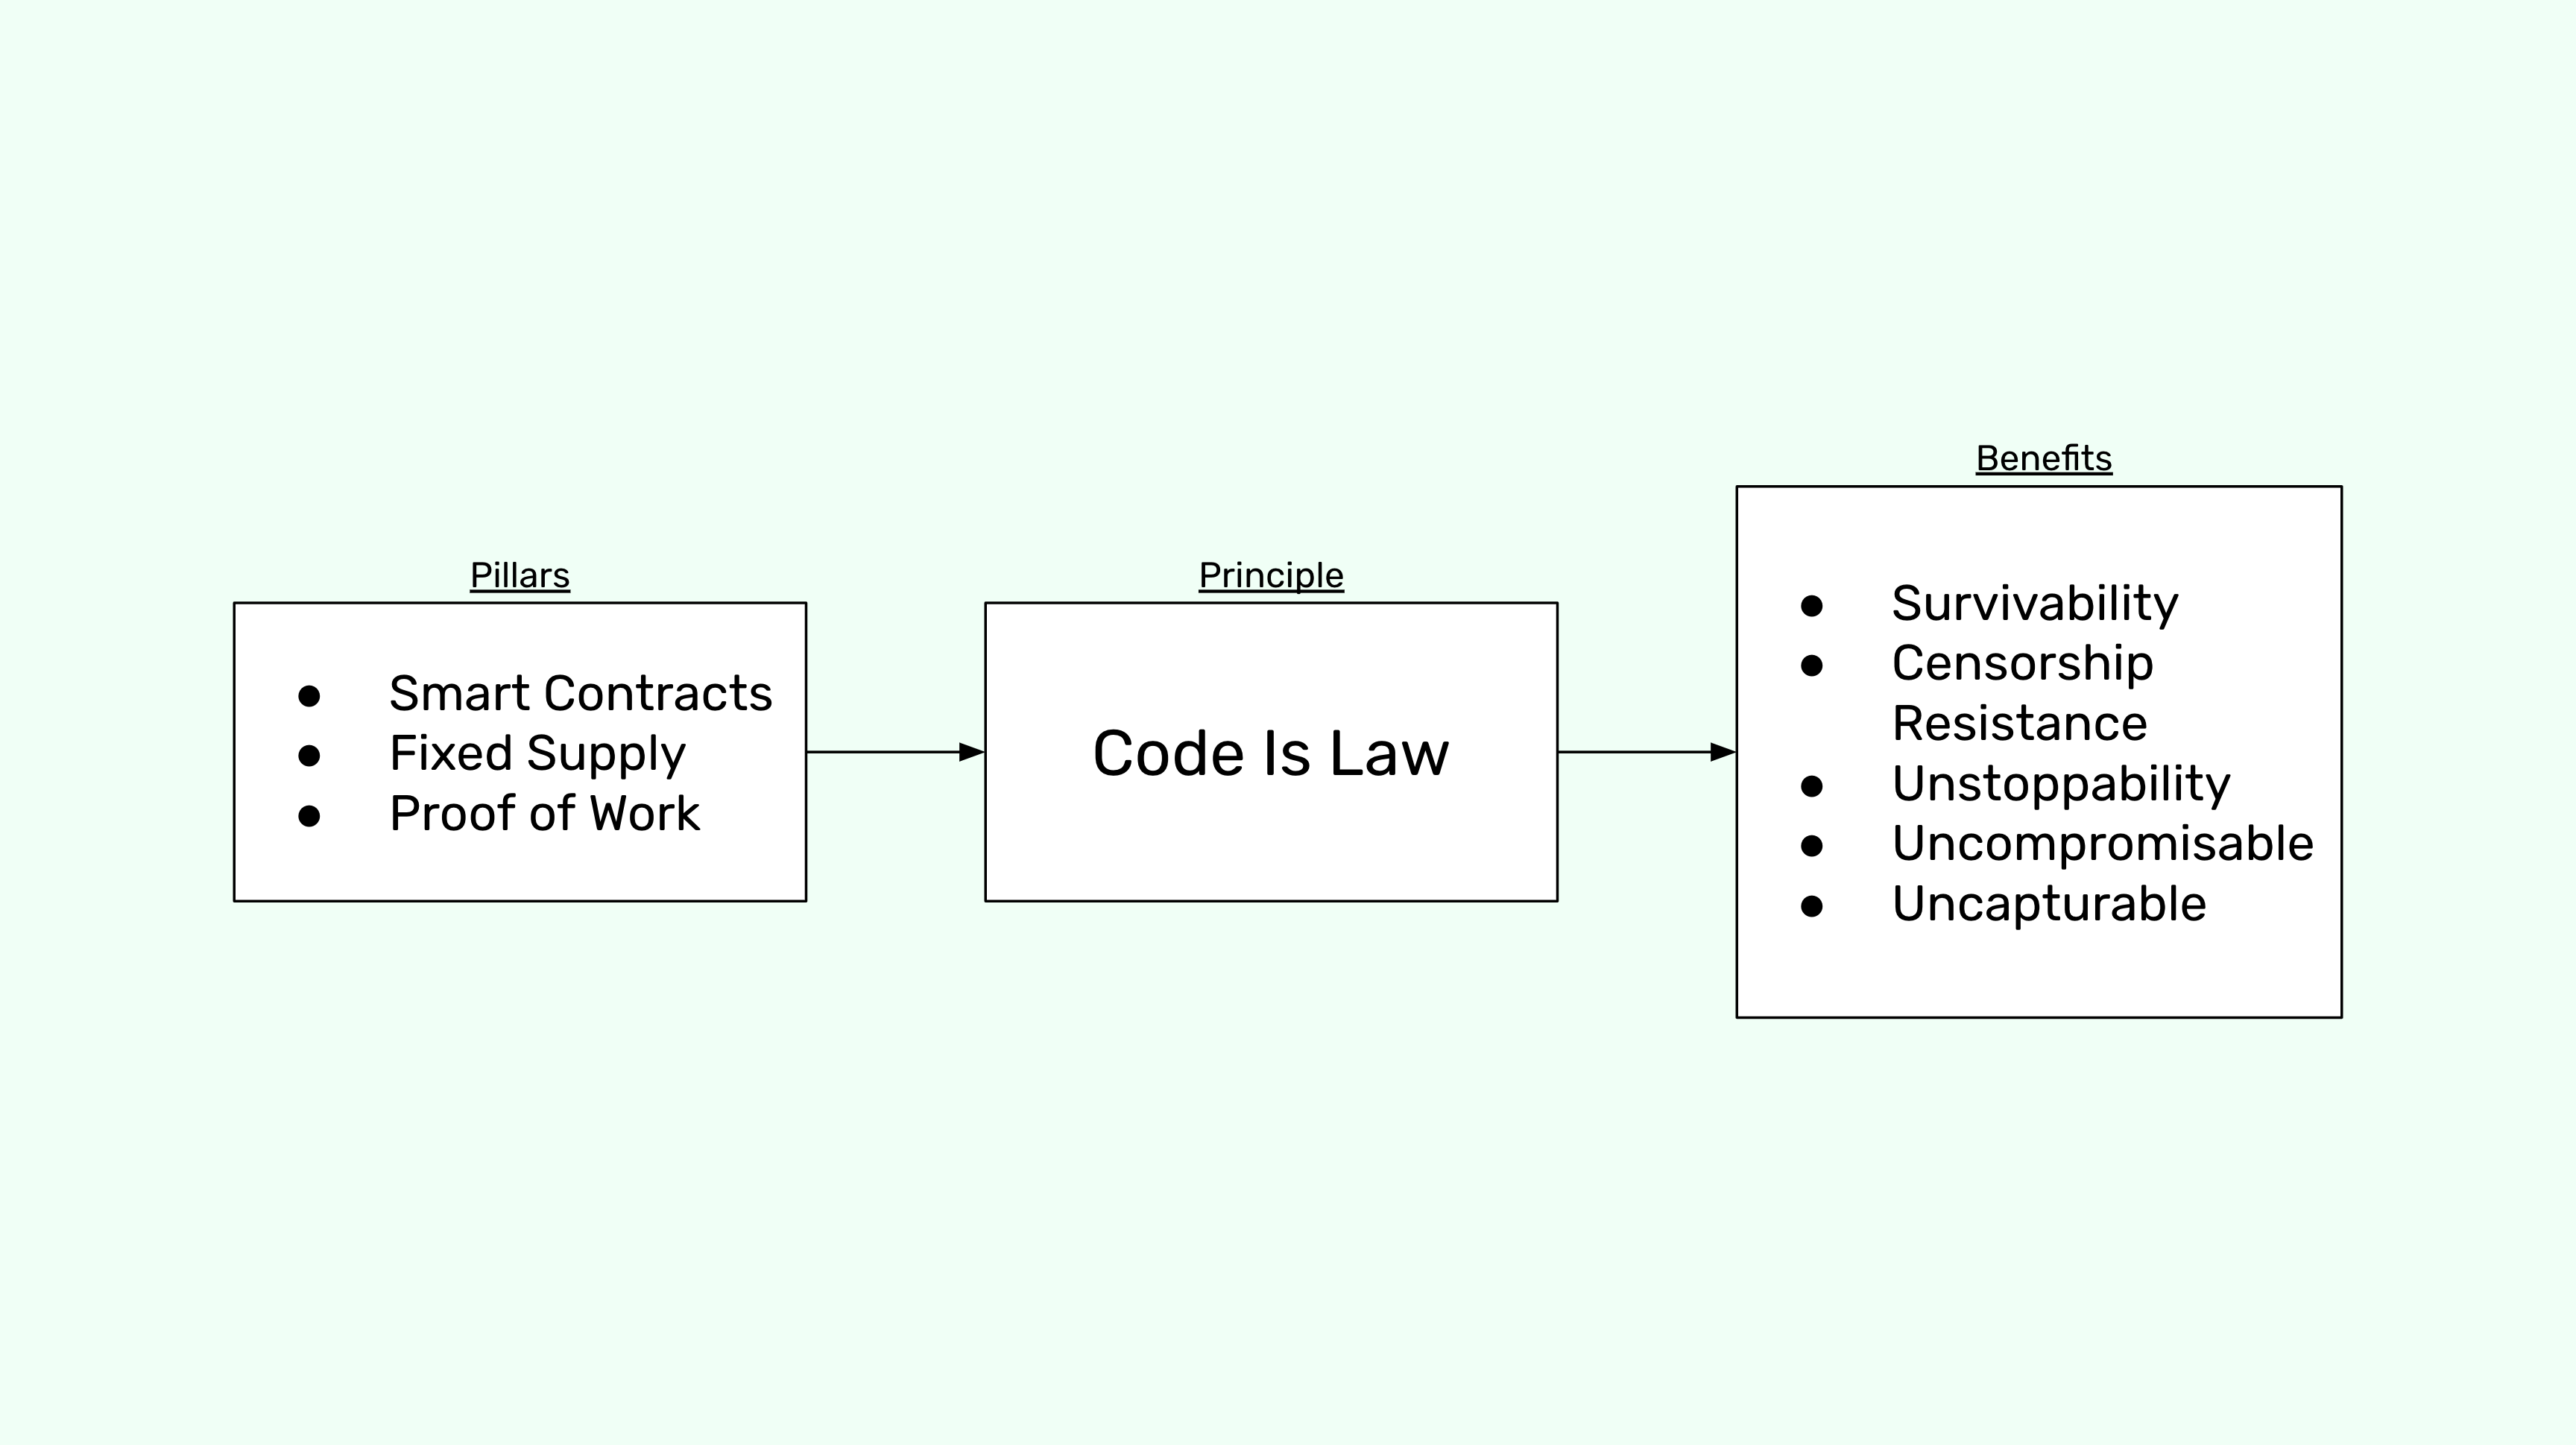 Pillars
● Smart Contracts
● Fixed Supply
● Proof of Work
Principle
Code Is Law
Benefits
● Survivability
● Censorship
Resistance
● Unstoppability
● Uncompromisable
● Uncapturable